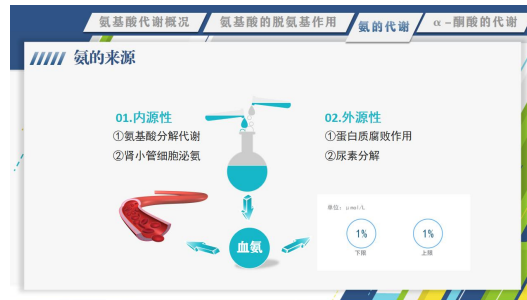 氨基酸代谢概况
氨基酸的脱氨基作用
氨的代谢
α-酮酸的代谢
氨的来源
01.内源性
①氨基酸分解代谢
②肾小管细胞泌氨
02.外源性
①蛋白质腐败作用
②尿素分解
血氨
单位：μmol/L
1%
下限
1%
上限